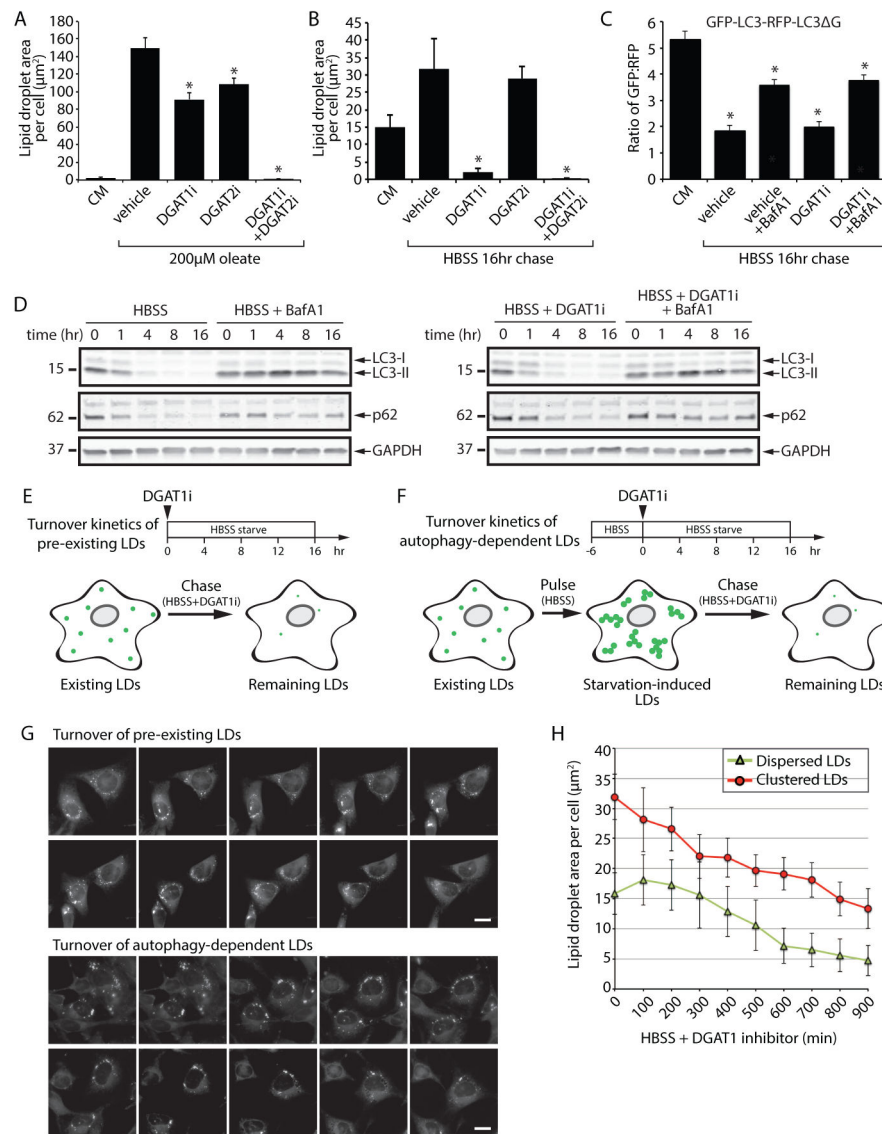 A
Lipid droplet area
per cell (µm²)
180
160
140
120
100
80
60
40
20
0
*
*
*
CM
vehicle
DGAT1i
DGAT2i
DGAT1i
+DGAT2i
200µM oleate
B
Lipid droplet area
per cell (µm²)
45
40
35
30
25
20
15
10
5
0
*
*
CM
vehicle
DGAT1i
DGAT2i
DGAT1i
+DGAT2i
HBSS 16hr chase
C
GFP-LC3-RFP-LC3ΔG
Ratio of GFP:RFP
6
5
4
3
2
1
0
*
*
*
*
CM
vehicle
vehicle
+BafA1
DGAT1i
DGAT1i
+BafA1
HBSS 16hr chase
D
HBSS
HBSS + BafA1
time (hr) 0 1 4 8 16 0 1 4 8 16
15
LC3-I
LC3-II
62
p62
37
GAPDH
HBSS + DGAT1i
HBSS + DGAT1i
+ BafA1
time (hr) 0 1 4 8 16 0 1 4 8 16
15
LC3-I
LC3-II
62
p62
37
GAPDH
E
DGAT1i
Turnover kinetics of
pre-existing LDs
HBSS starve
0 4 8 12 16 hr
Chase
(HBSS+DGAT1i)
Existing LDs
Remaining LDs
F
DGAT1i
Turnover kinetics of
autophagy-dependent LDs
HBSS
HBSS starve
-6 0 4 8 12 16 hr
Pulse
(HBSS)
Chase
(HBSS+DGAT1i)
Existing LDs
Starvation-induced
LDs
Remaining LDs
G
Turnover of pre-existing LDs
Turnover of autophagy-dependent LDs
H
Lipid droplet area per cell (µm²)
40
35
30
25
20
15
10
5
0
Dispersed LDs
Clustered LDs
0 100 200 300 400 500 600 700 800 900
HBSS + DGAT1 inhibitor (min)